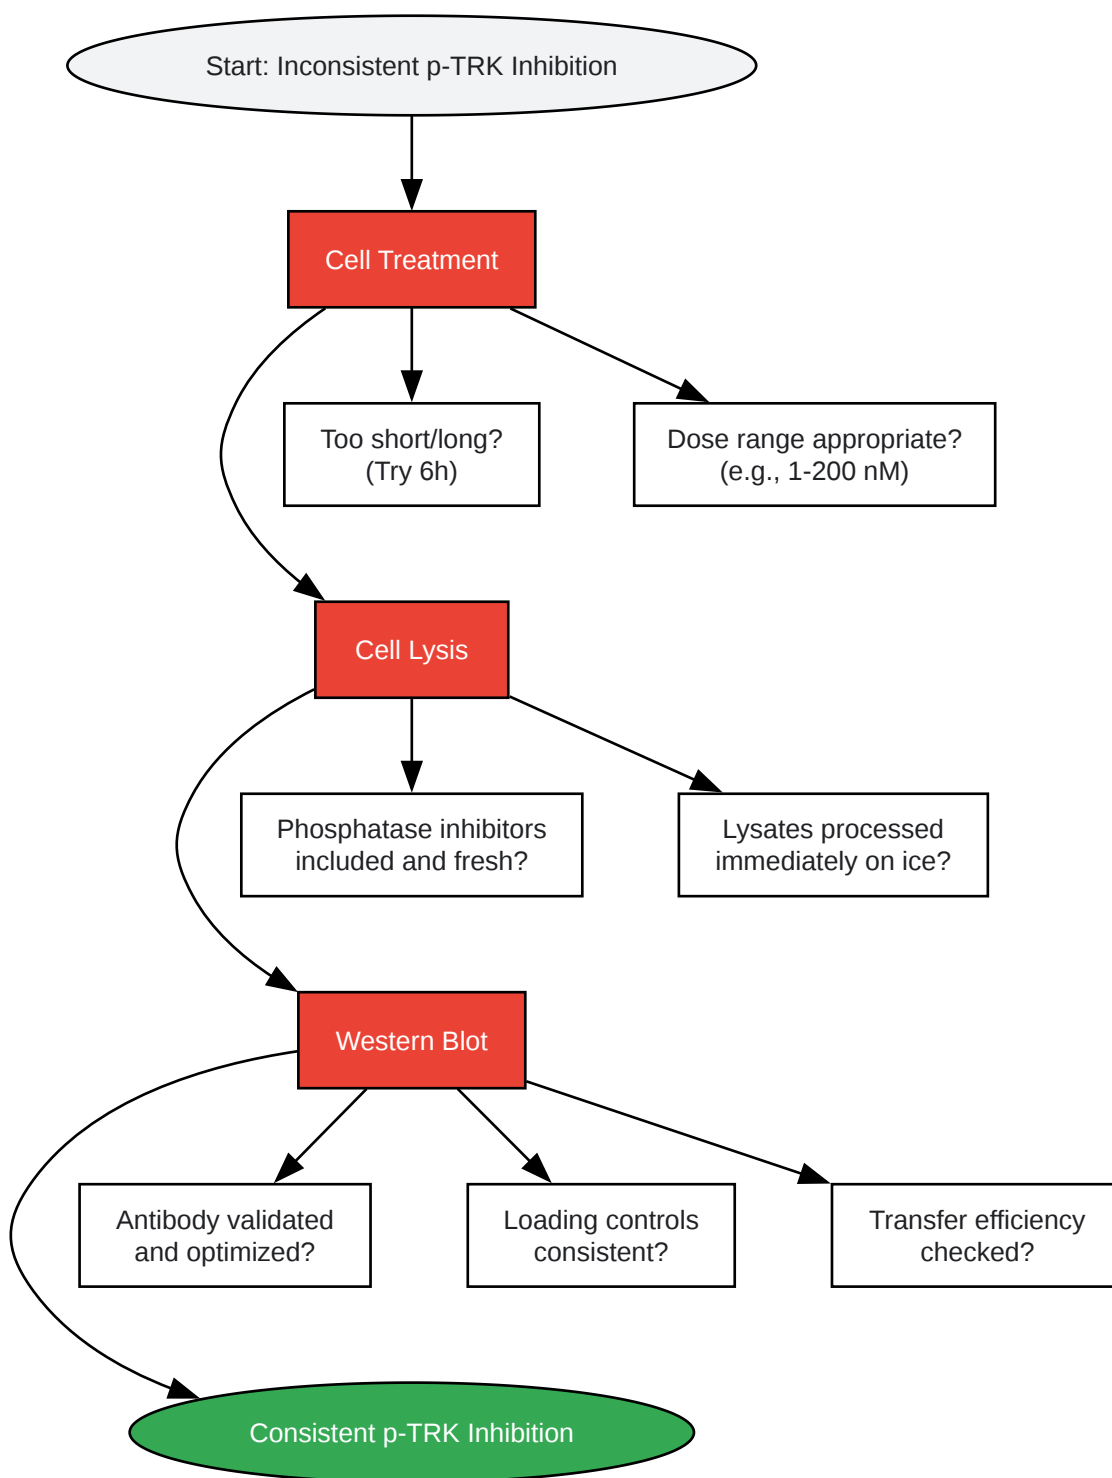 Start: Inconsistent p-TRK Inhibition
Cell Treatment
Too short/long?
(Try 6h)
Dose range appropriate?
(e.g., 1-200 nM)
Cell Lysis
Phosphatase inhibitors
included and fresh?
Lysates processed
immediately on ice?
Western Blot
Antibody validated
and optimized?
Loading controls
consistent?
Transfer efficiency
checked?
Consistent p-TRK Inhibition